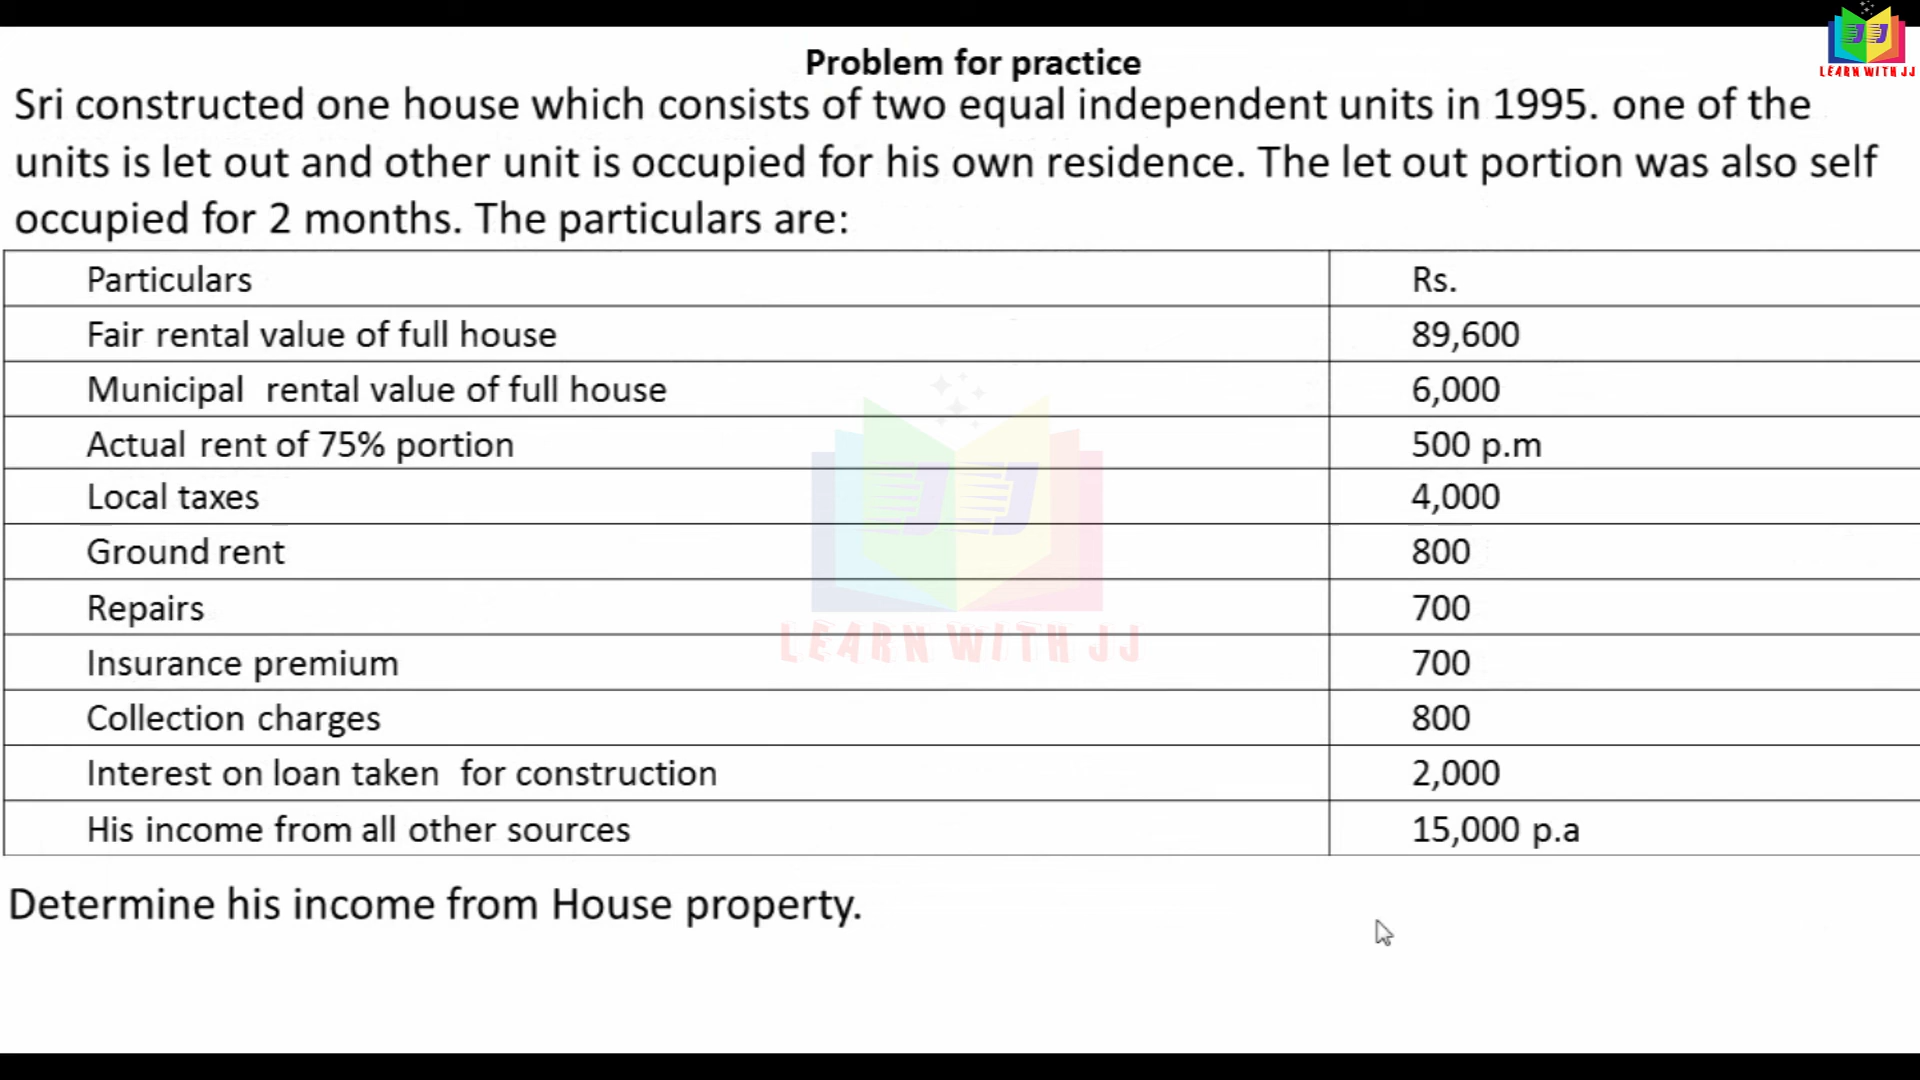 LEARN WITH JJ
Problem for practice
Sri constructed one house which consists of two equal independent units in 1995. one of the
units is let out and other unit is occupied for his own residence. The let out portion was also self
occupied for 2 months. The particulars are:
Particulars Rs.
Fair rental value of full house 89,600
Municipal rental value of full house 6,000
Actual rent of 75% portion 500 p.m
Local taxes 4,000
Ground rent 800
Repairs 700
LEARN WITH JJ
Insurance premium 700
Collection charges 800
Interest on loan taken for construction 2,000
His income from all other sources 15,000 p.a
Determine his income from House property.